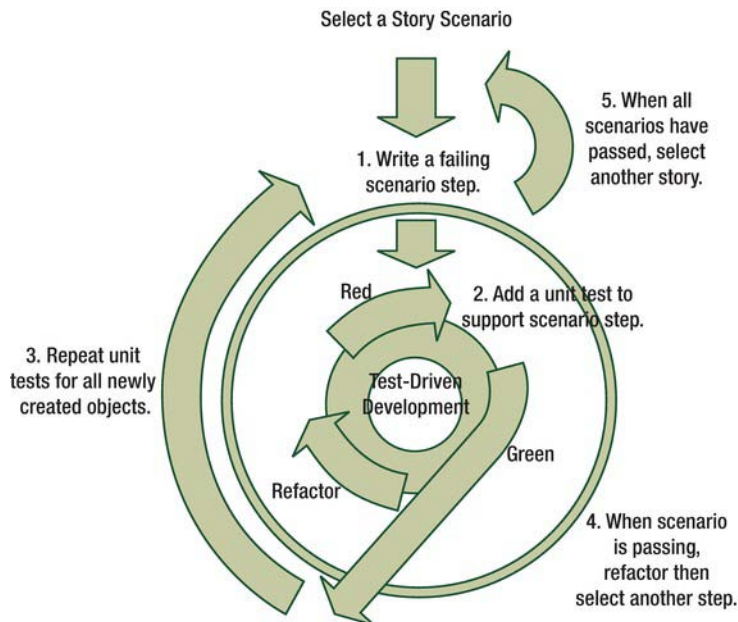 Select a Story Scenario
5. When all
scenarios have
passed, select
another story.
1. Write a failing
scenario step.
Red
2. Add a unit test to
support scenario step.
3. Repeat unit
tests for all newly
created objects.
Test-Driven
Development
Green
Refactor
4. When scenario
is passing,
refactor then
select another step.